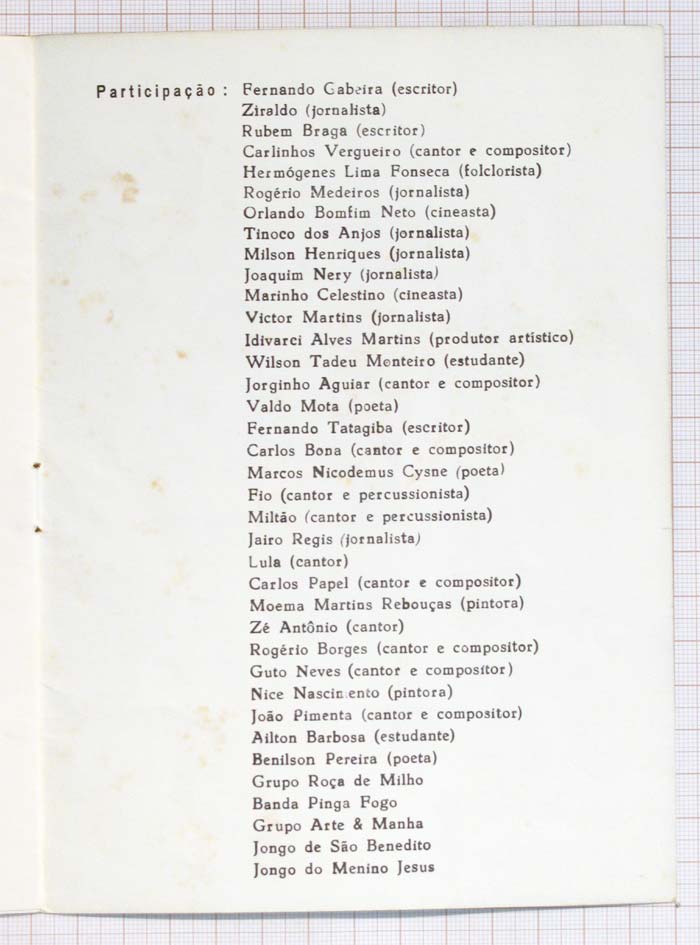 Participação: Fernando Gabeira (escritor)
Ziraldo (jornalista)
Rubem Braga (escritor)
Carlinhos Vergueiro (cantor e compositor)
Hermógenes Lima Fonseca (folclorista)
Rogério Medeiros (jornalista)
Orlando Bomfim Neto (cineasta)
Tinoco dos Anjos (jornalista)
Milson Henriques (jornalista)
Joaquim Nery (jornalista)
Marinho Celestino (cineasta)
Victor Martins (jornalista)
Idivarci Alves Martins (produtor artístico)
Wilson Tadeu Monteiro (estudante)
Jorginho Aguiar (cantor e compositor)
Valdo Mota (poeta)
Fernando Tatagiba (escritor)
Carlos Bona (cantor e compositor)
Marcos Nicodemus Cysne (poeta)
Fio (cantor e percussionista)
Miltão (cantor e percussionista)
Jairo Regis (jornalista)
Lula (cantor)
Carlos Papel (cantor e compositor)
Moema Martins Rebouças (pintora)
Zé Antônio (cantor)
Rogério Borges (cantor e compositor)
Guto Neves (cantor e compositor)
Nice Nascimento (pintora)
João Pimenta (cantor e compositor)
Ailton Barbosa (estudante)
Benilson Pereira (poeta)
Grupo Roça de Milho
Banda Pinga Fogo
Grupo Arte & Manha
Jongo de São Benedito
Jongo do Menino Jesus